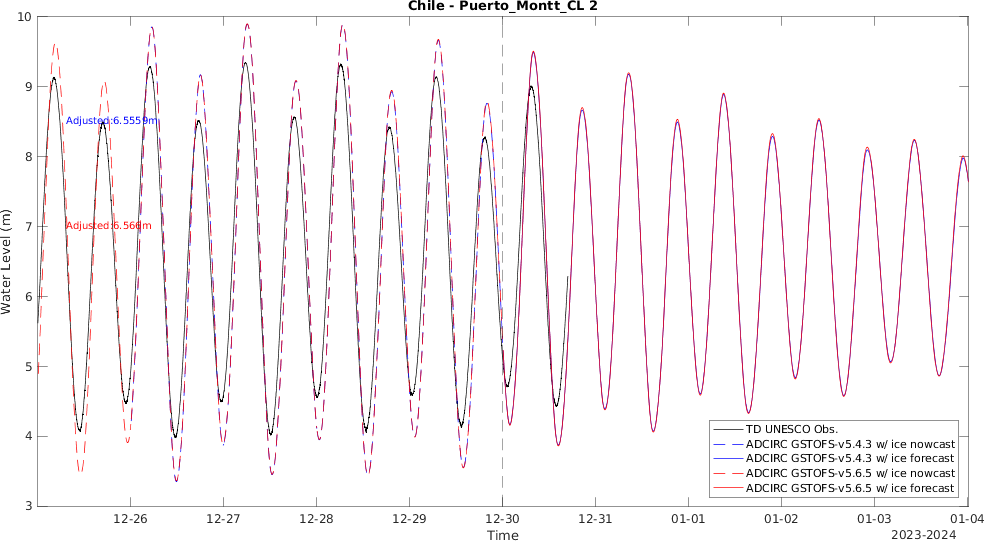 Chile - Puerto_Montt_CL 2
Water Level (m)
10
9
8
7
6
5
4
3
Adjusted:6.5559m
Adjusted:6.566m
TD UNESCO Obs.
ADCIRC GSTOFS-v5.4.3 w/ ice nowcast
ADCIRC GSTOFS-v5.4.3 w/ ice forecast
ADCIRC GSTOFS-v5.6.5 w/ ice nowcast
ADCIRC GSTOFS-v5.6.5 w/ ice forecast
12-26 12-27 12-28 12-29 12-30 12-31 01-01 01-02 01-03 01-04
Time
2023-2024